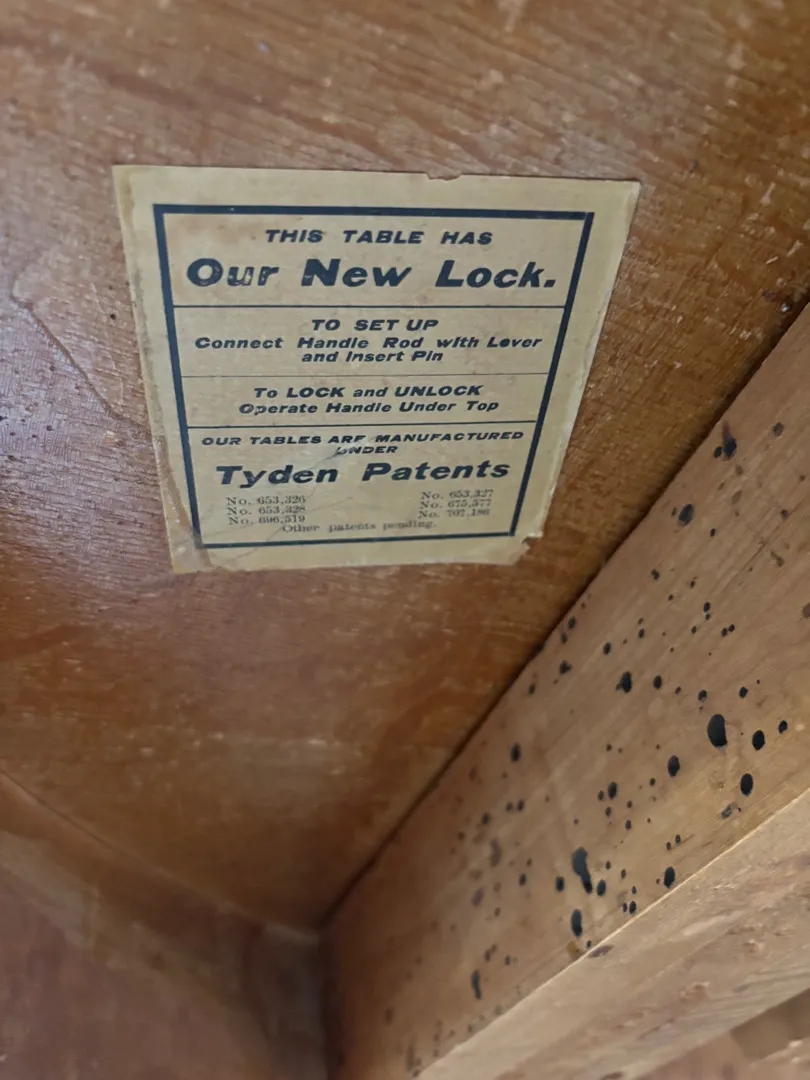 THIS TABLE HAS
Our New Lock.
TO SET UP
Connect Handle Rod with Lever
and Insert Pin
To LOCK and UNLOCK
Operate Handle Under Top
OUR TABLES ARE MANUFACTURED
UNDER
Tyden Patents
No. 653,326 No. 653,327
No. 653,328 No. 675,577
No. 696,519 No. 707,186
Other patents pending.